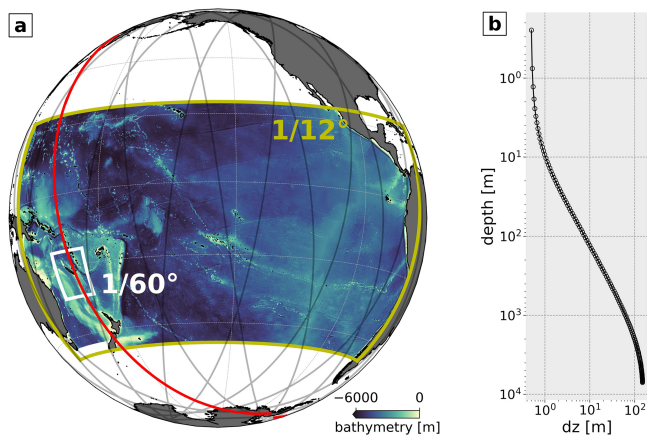 a
1/12°
1/60°
−6000 0
bathymetry [m]
b
depth [m]
10⁰
10¹
10²
10³
10⁴
10⁰ 10¹ 10²
dz [m]